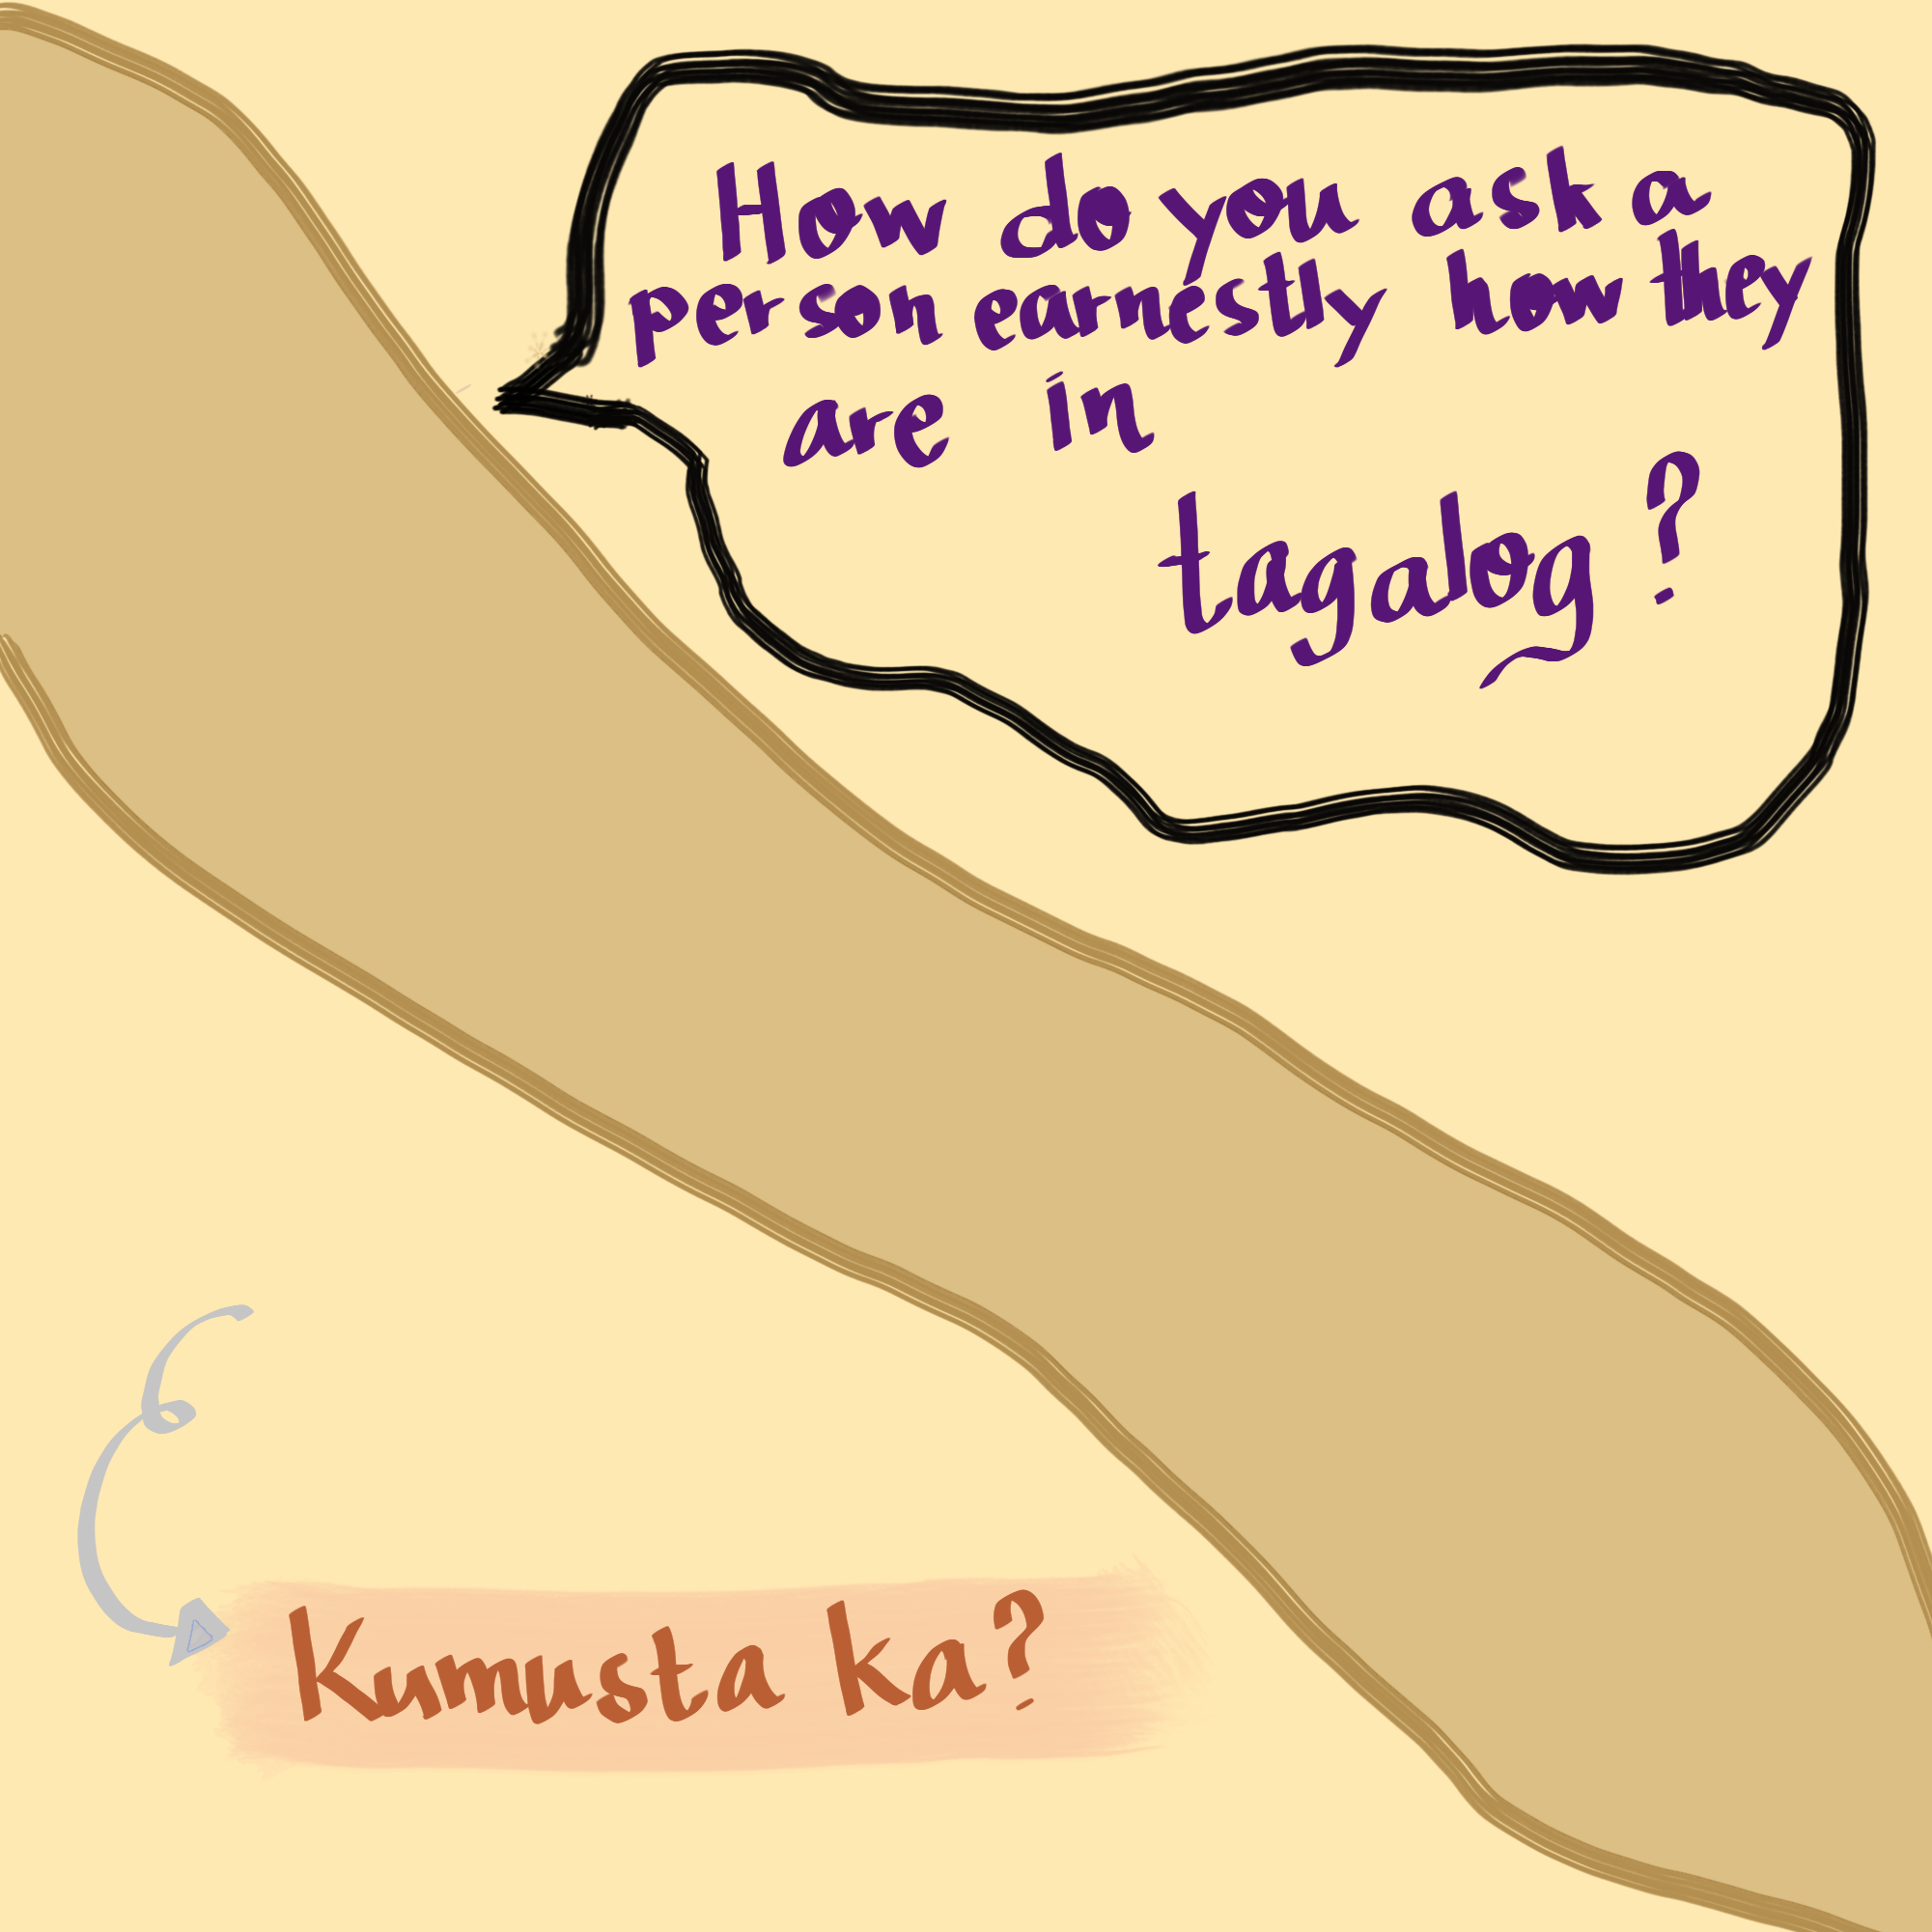 How do you ask a
person earnestly how they
are in
tagalog?
Kumusta ka?